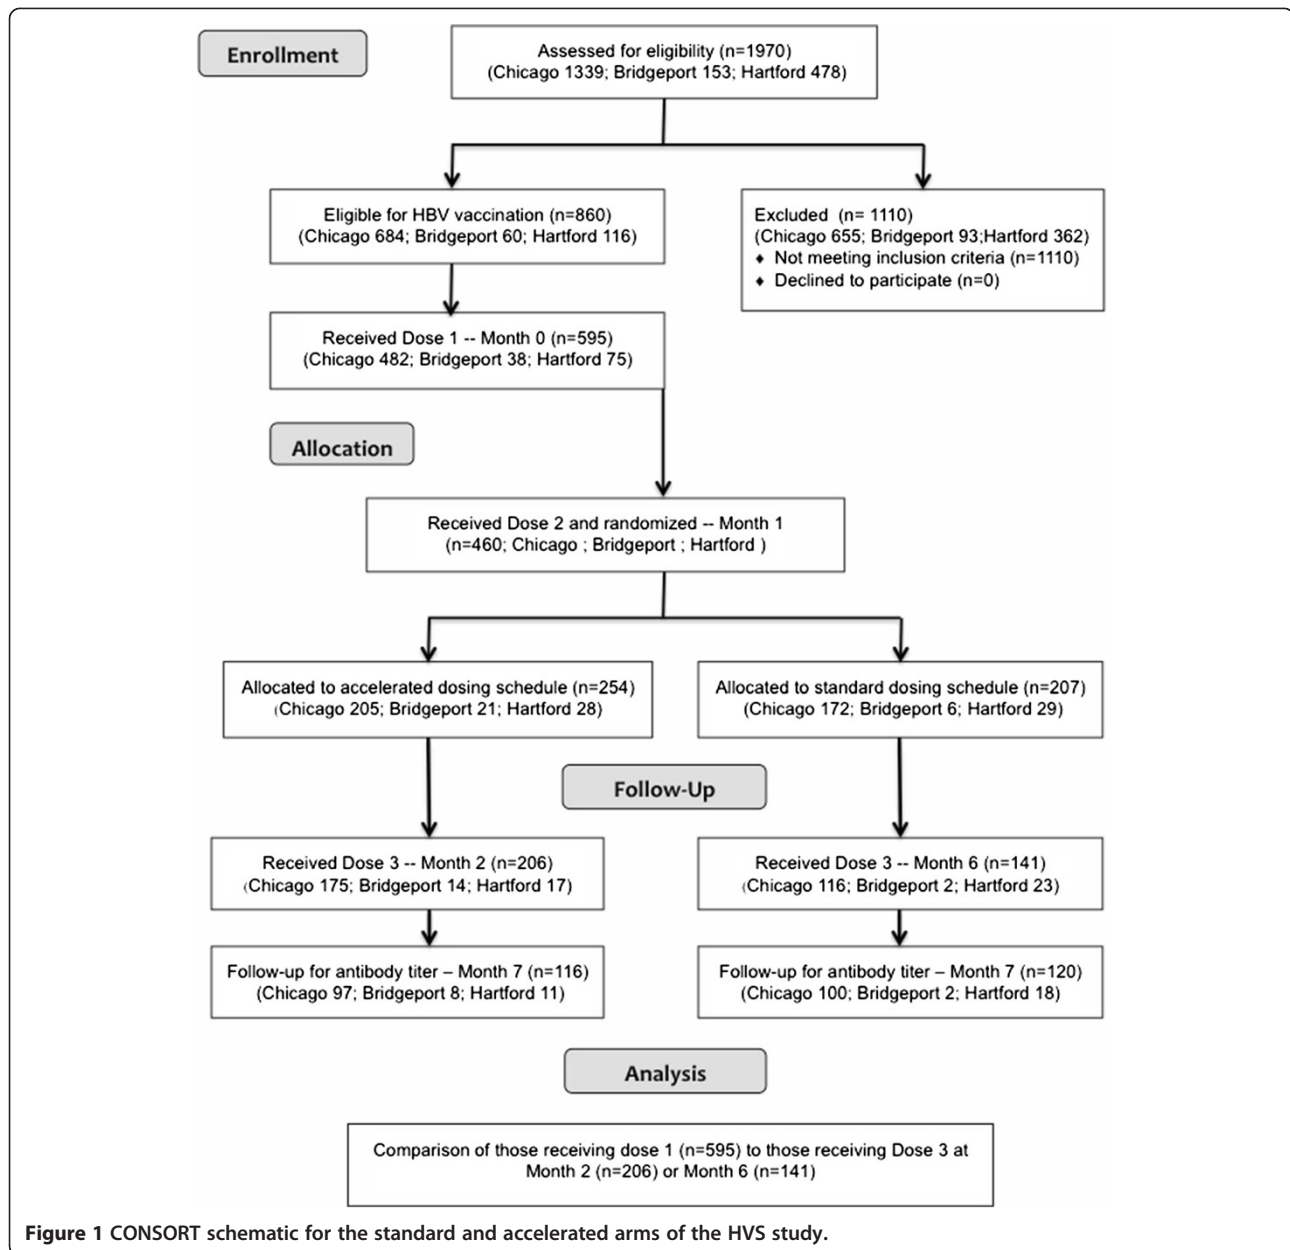 Enrollment
Assessed for eligibility (n=1970)
(Chicago 1339; Bridgeport 153; Hartford 478)
Eligible for HBV vaccination (n=860)
(Chicago 684; Bridgeport 60; Hartford 116)
Excluded (n= 1110)
(Chicago 655; Bridgeport 93;Hartford 362)
♦ Not meeting inclusion criteria (n=1110)
♦ Declined to participate (n=0)
Received Dose 1 -- Month 0 (n=595)
(Chicago 482; Bridgeport 38; Hartford 75)
Allocation
Received Dose 2 and randomized -- Month 1
(n=460; Chicago ; Bridgeport ; Hartford )
Allocated to accelerated dosing schedule (n=254)
(Chicago 205; Bridgeport 21; Hartford 28)
Allocated to standard dosing schedule (n=207)
(Chicago 172; Bridgeport 6; Hartford 29)
Follow-Up
Received Dose 3 -- Month 2 (n=206)
(Chicago 175; Bridgeport 14; Hartford 17)
Received Dose 3 -- Month 6 (n=141)
(Chicago 116; Bridgeport 2; Hartford 23)
Follow-up for antibody titer – Month 7 (n=116)
(Chicago 97; Bridgeport 8; Hartford 11)
Follow-up for antibody titer – Month 7 (n=120)
(Chicago 100; Bridgeport 2; Hartford 18)
Analysis
Comparison of those receiving dose 1 (n=595) to those receiving Dose 3 at
Month 2 (n=206) or Month 6 (n=141)
Figure 1 CONSORT schematic for the standard and accelerated arms of the HVS study.